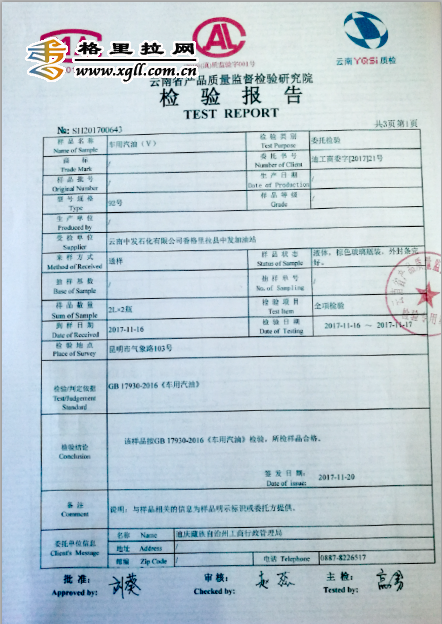 格里拉网
www.xgll.com.cn
云南YQSi质检
云南省产品质量监督检验研究院
检 验 报 告
TEST REPORT
№: SH201700643 共3页第1页
样品名称 Name of Sample 车用汽油（V） 检验类别 Test Purpose 委托检验
商标 Trade Mark / 委托书号 Number of Client 迪工商委字[2017]21号
样品批号 Original Number / 生产日期 Date of Production /
型号规格 Type 92号 样品等级 Grade /
生产单位 Produced by /
受检单位 Supplier 云南中发石化有限公司香格里拉县中发加油站
来样方式 Method of Received 送样 样品状态 Status of Sample 液体，棕色玻璃瓶装，外封条完好。
抽样基数 Base of Sample / 抽样单号 No. of Sampling /
样品数量 Sum of Sample 2L×2瓶 检验项目 Test Item 全项检验
到样日期 Date of Received 2017-11-16 检验日期 Date of Testing 2017-11-16 ～ 2017-11-17
检验地点 Place of Survey 昆明市气象路103号
检验/判定依据 Test/Judgement Standard GB 17930-2016《车用汽油》
检验结论 Conclusion 该样品按GB 17930-2016《车用汽油》检验，所检样品合格。
签发日期: Date of issue: 2017-11-20
备注 Comment 说明：与样品相关的信息为样品明示标识或委托方提供。
委托单位信息 Client's Message 名称 Name 迪庆藏族自治州工商行政管理局
地址 Address /
邮编 Zip Code / 电话 Telephone 0887-8226517
批准: Approved by: 审核: Checked by: 主检: Tested by: